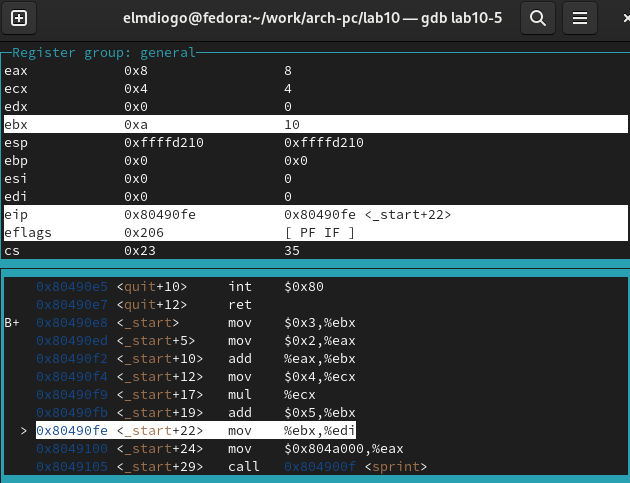 elmdiogo@fedora:~/work/arch-pc/lab10 — gdb lab10-5
Register group: general
eax 0x8 8
ecx 0x4 4
edx 0x0 0
ebx 0xa 10
esp 0xffffd210 0xffffd210
ebp 0x0 0x0
esi 0x0 0
edi 0x0 0
eip 0x80490fe 0x80490fe <_start+22>
eflags 0x206 [ PF IF ]
cs 0x23 35
0x80490e5 <quit+10> int $0x80
0x80490e7 <quit+12> ret
B+ 0x80490e8 <_start> mov $0x3,%ebx
0x80490ed <_start+5> mov $0x2,%eax
0x80490f2 <_start+10> add %eax,%ebx
0x80490f4 <_start+12> mov $0x4,%ecx
0x80490f9 <_start+17> mul %ecx
0x80490fb <_start+19> add $0x5,%ebx
> 0x80490fe <_start+22> mov %ebx,%edi
0x8049100 <_start+24> mov $0x804a000,%eax
0x8049105 <_start+29> call 0x804900f <sprint>